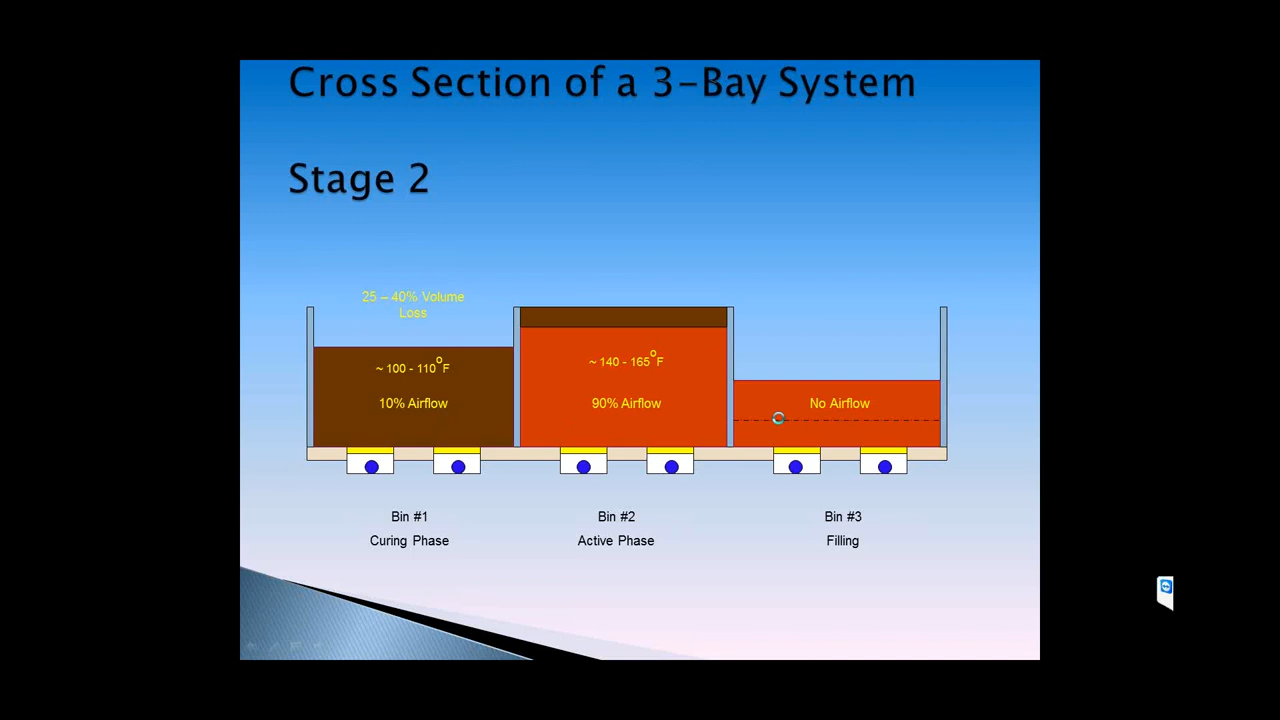 Cross Section of a 3-Bay System
Stage 2
25 – 40% Volume
Loss
~ 100 - 110°F
~ 140 - 165°F
10% Airflow
90% Airflow
No Airflow
Bin #1
Bin #2
Bin #3
Curing Phase
Active Phase
Filling